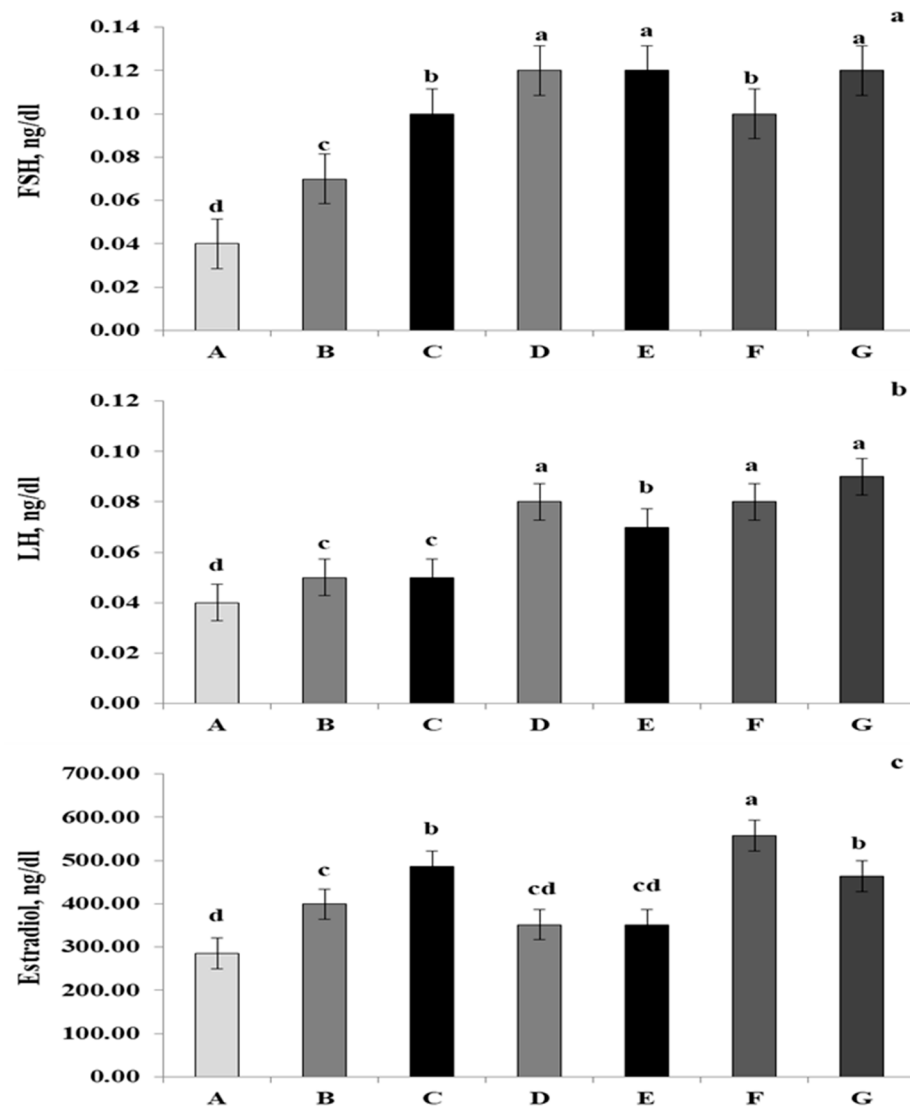 a
0.14
0.12
0.10
0.08
0.06
0.04
0.02
0.00
FSH, ng/dl
d
c
b
a
a
b
a
A B C D E F G
b
0.12
0.10
0.08
0.06
0.04
0.02
0.00
LH, ng/dl
d
c
c
a
b
a
a
A B C D E F G
c
700.00
600.00
500.00
400.00
300.00
200.00
100.00
0.00
Estradiol, ng/dl
d
c
b
cd
cd
a
b
A B C D E F G